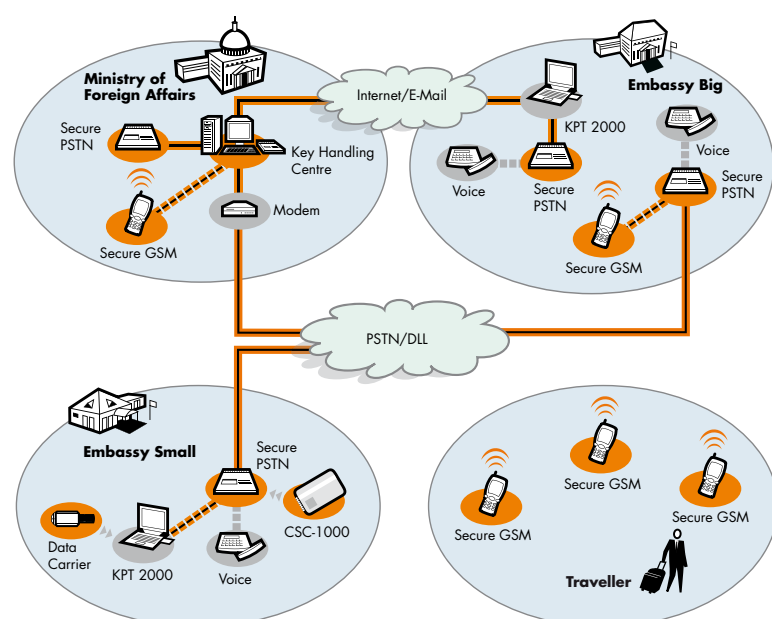 Ministry of
Foreign Affairs
Internet/E-Mail
Embassy Big
Secure
PSTN
Key Handling
Centre
Modem
Secure GSM
KPT 2000
Voice
Secure
PSTN
Voice
Secure
PSTN
Secure GSM
PSTN/DLL
Embassy Small
Secure
PSTN
CSC-1000
Data
Carrier
KPT 2000
Voice
Secure GSM
Secure GSM
Secure GSM
Traveller